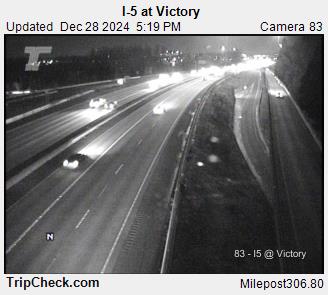 I-5 at Victory
Updated Dec 28 2024 5:19 PM Camera 83
T
N
83 - I5 @ Victory
TripCheck.com Milepost306.80